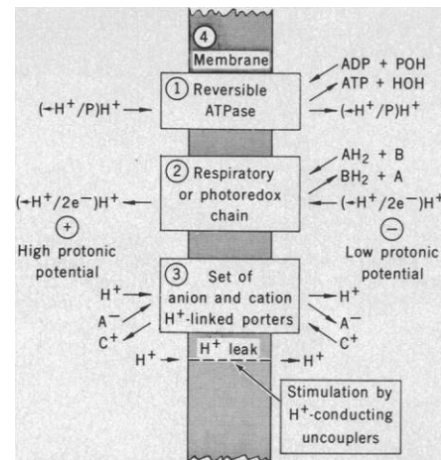 ④
Membrane
① Reversible
ATPase
(←H⁺/P)H⁺
ADP + POH
ATP + HOH
(←H⁺/P)H⁺
② Respiratory
or photoredox
chain
(→H⁺/2e⁻)H⁺
+
High protonic
potential
AH₂ + B
BH₂ + A
(→H⁺/2e⁻)H⁺
−
Low protonic
potential
③ Set of
anion and cation
H⁺-linked porters
H⁺
A⁻
C⁺
H⁺
A⁻
C⁺
H⁺ leak
H⁺
H⁺
Stimulation by
H⁺-conducting
uncouplers